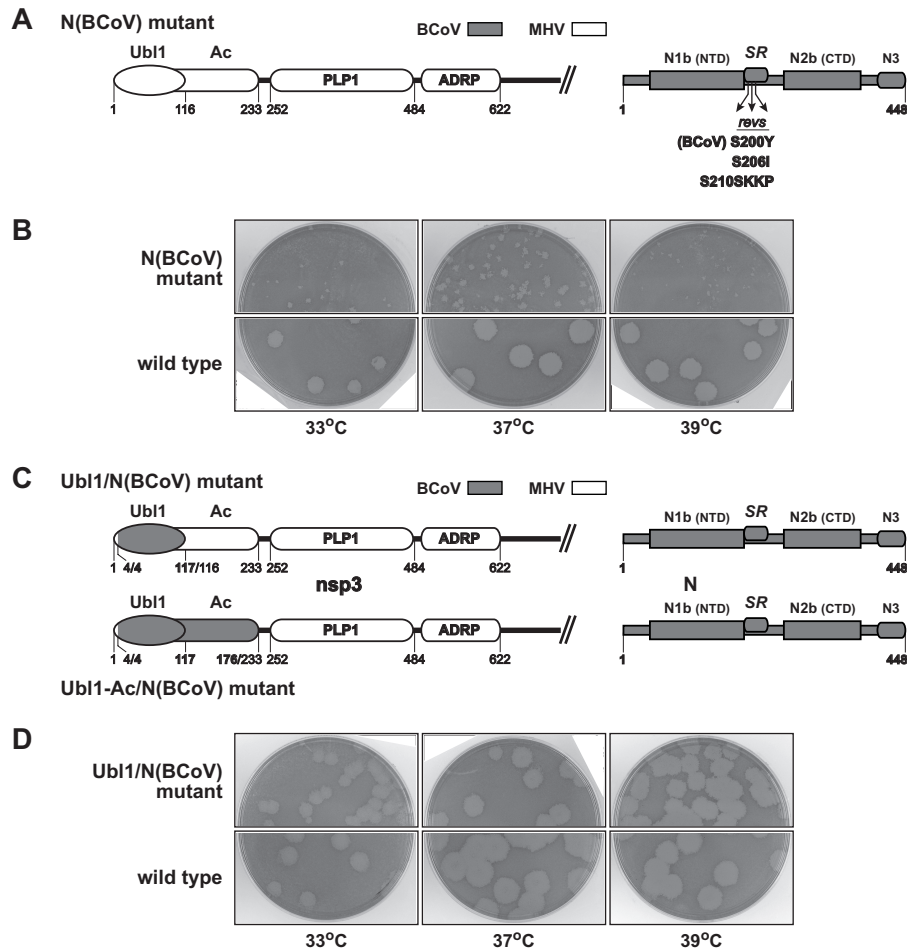 A N(BCoV) mutant BCoV MHV
Ubl1 Ac N1b (NTD) SR N2b (CTD) N3
PLP1 ADRP
1 116 233 252 484 622 1 448
revs
(BCoV) S200Y
S206I
S210SKKP
B
N(BCoV)
mutant
wild type
33°C 37°C 39°C
C Ubl1/N(BCoV) mutant BCoV MHV
Ubl1 Ac N1b (NTD) SR N2b (CTD) N3
PLP1 ADRP
1 4/4 117/116 233 252 484 622 1 448
nsp3 N
Ubl1 Ac N1b (NTD) SR N2b (CTD) N3
PLP1 ADRP
1 4/4 117 176/233 252 484 622 1 448
Ubl1-Ac/N(BCoV) mutant
D
Ubl1/N(BCoV)
mutant
wild type
33°C 37°C 39°C